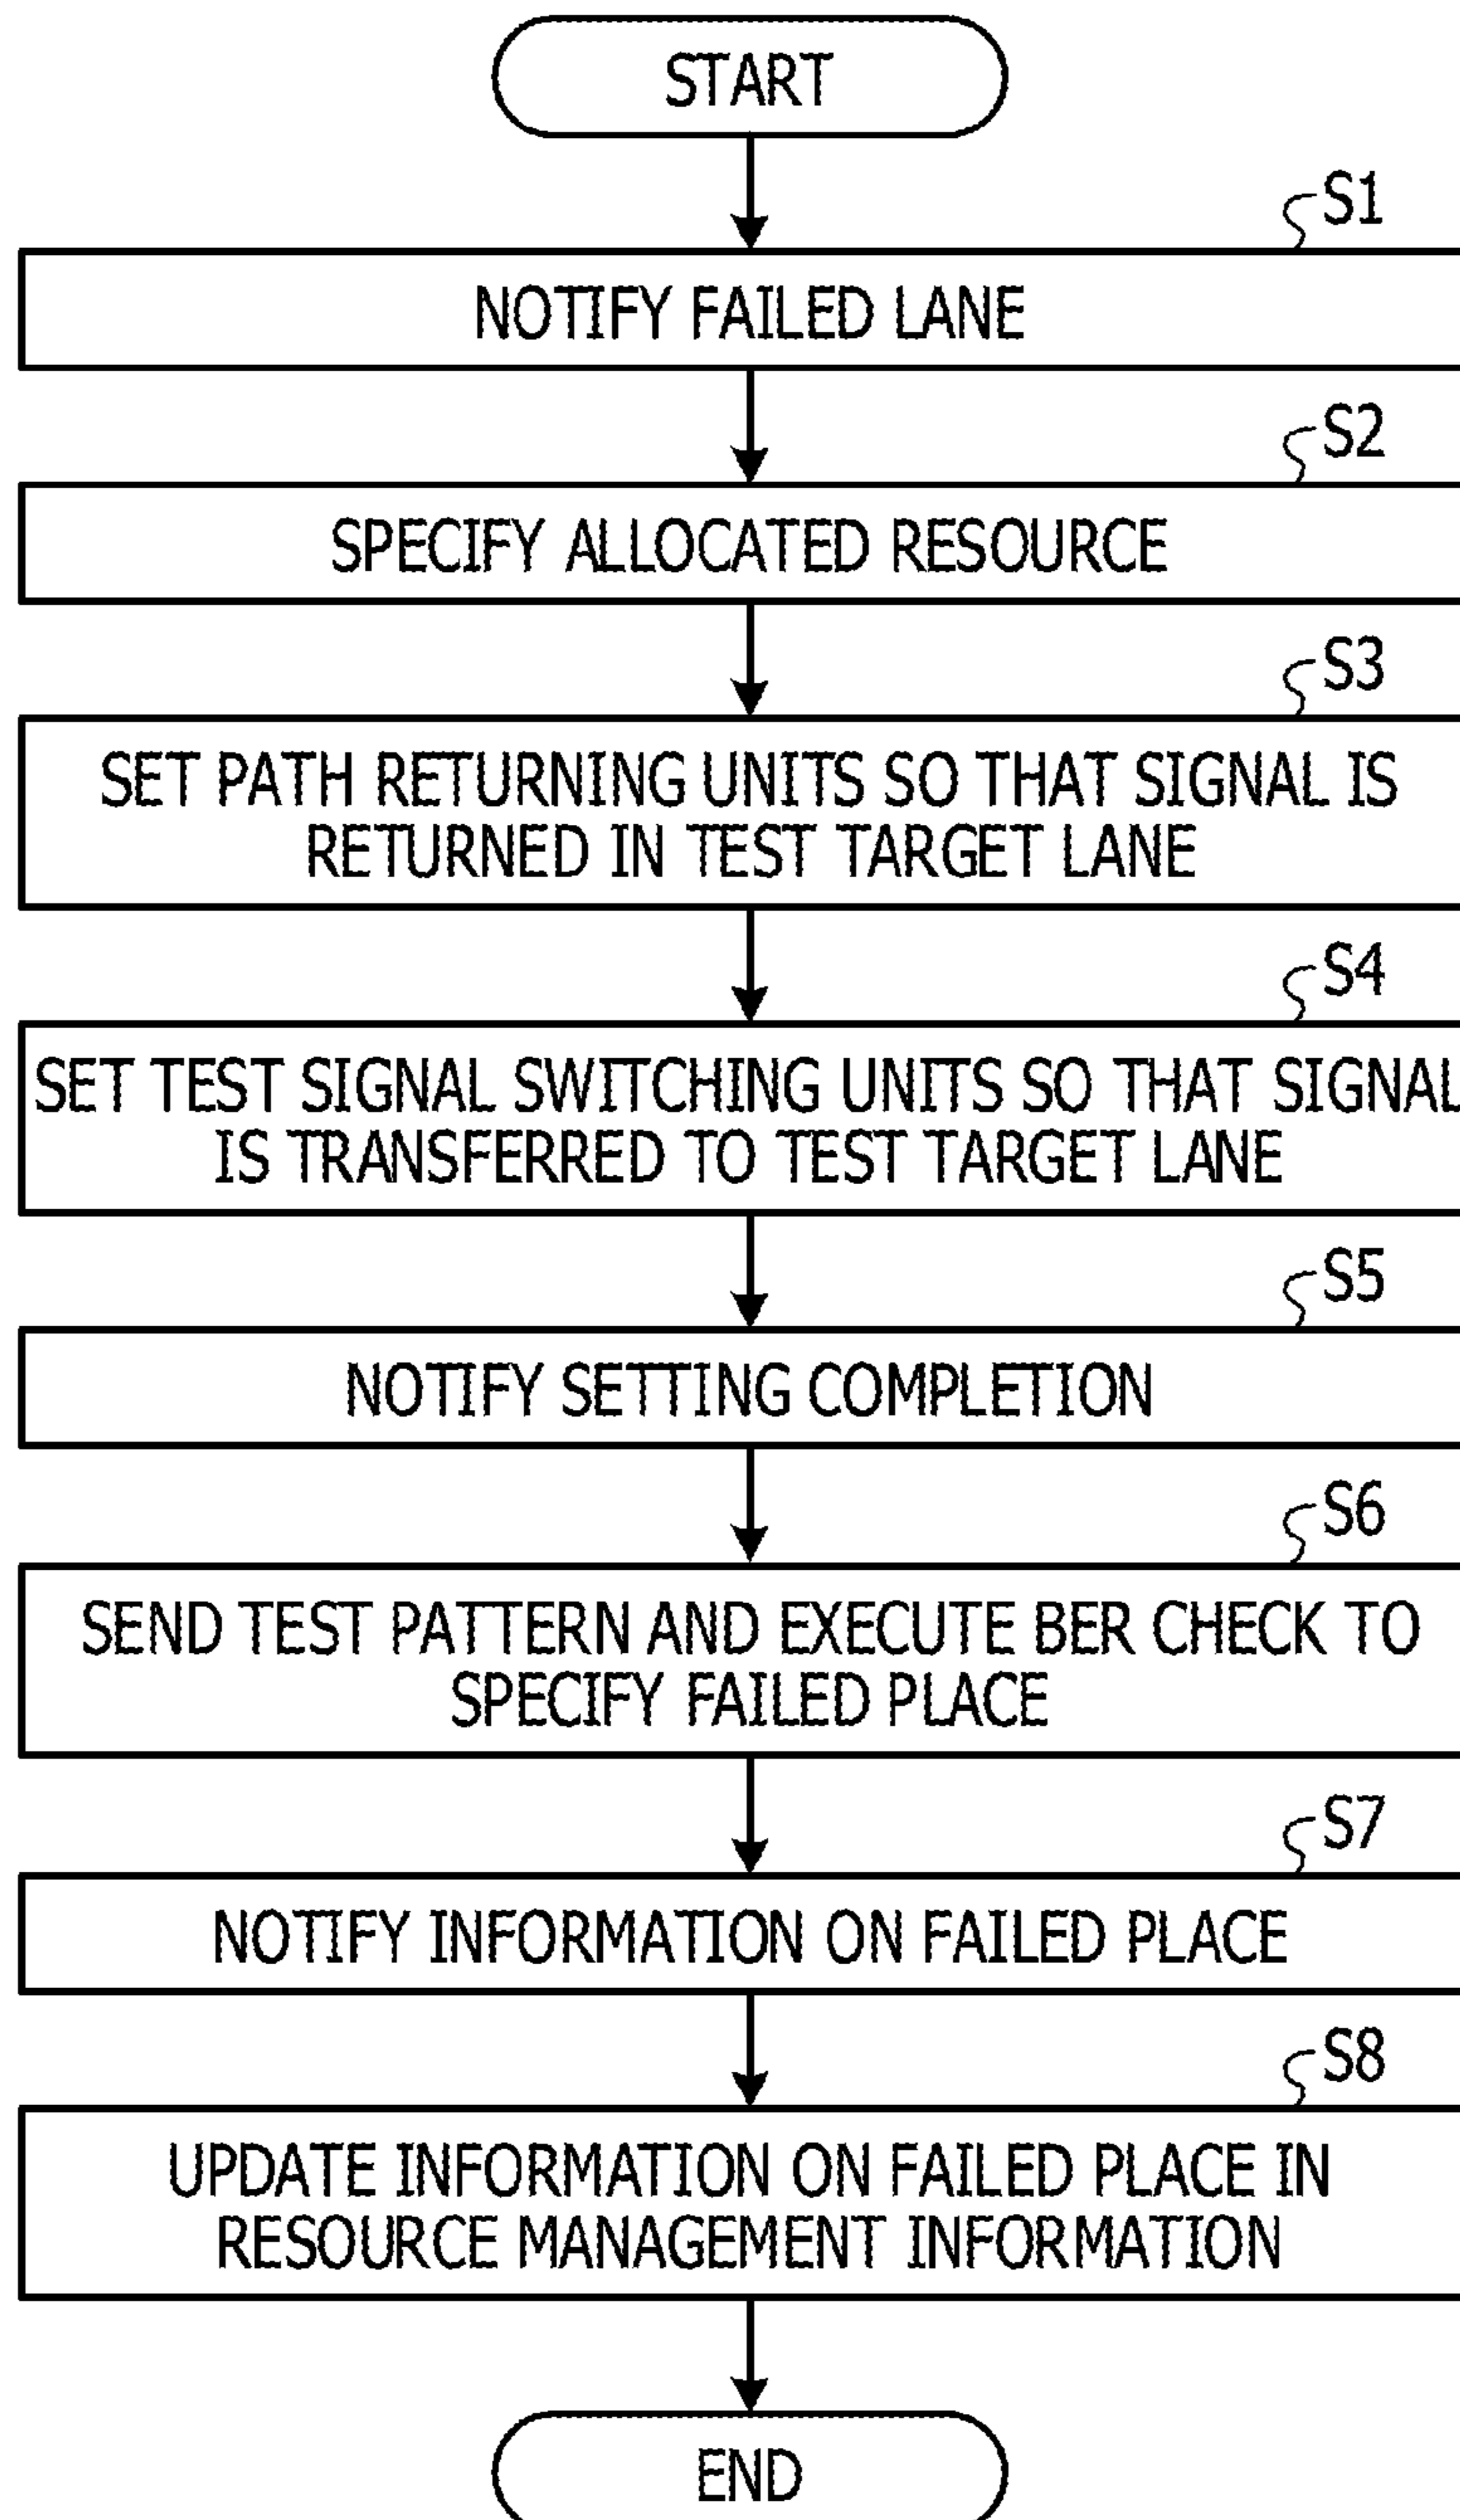 START
S1
NOTIFY FAILED LANE
S2
SPECIFY ALLOCATED RESOURCE
S3
SET PATH RETURNING UNITS SO THAT SIGNAL IS
RETURNED IN TEST TARGET LANE
S4
SET TEST SIGNAL SWITCHING UNITS SO THAT SIGNAL
IS TRANSFERRED TO TEST TARGET LANE
S5
NOTIFY SETTING COMPLETION
S6
SEND TEST PATTERN AND EXECUTE BER CHECK TO
SPECIFY FAILED PLACE
S7
NOTIFY INFORMATION ON FAILED PLACE
S8
UPDATE INFORMATION ON FAILED PLACE IN
RESOURCE MANAGEMENT INFORMATION
END